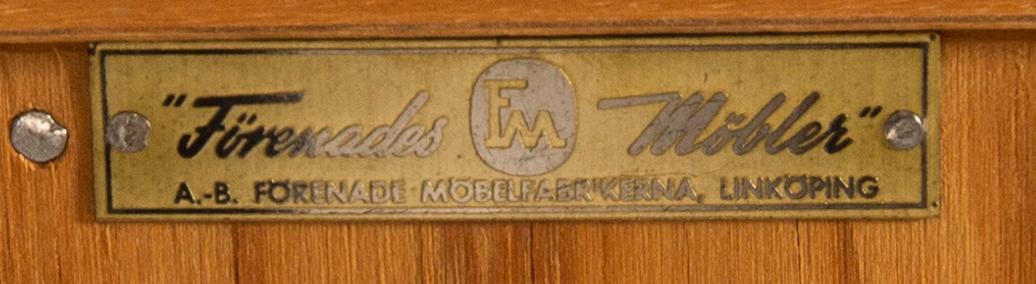 "Förenades FM Möbler"
A.-B. FÖRENADE MÖBELFABRIKERNA, LINKÖPING